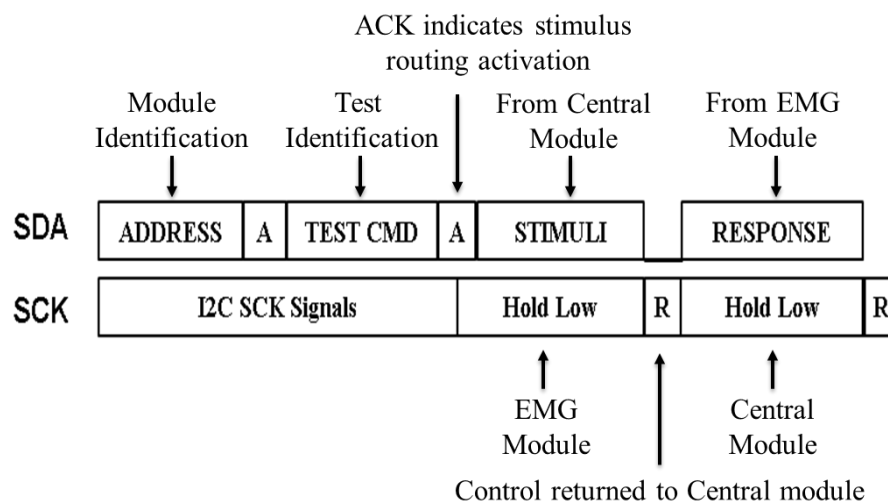 ACK indicates stimulus
routing activation
Module
Identification
Test
Identification
From Central
Module
From EMG
Module
SDA ADDRESS A TEST CMD A STIMULI RESPONSE
SCK I2C SCK Signals Hold Low R Hold Low R
EMG
Module
Central
Module
Control returned to Central module